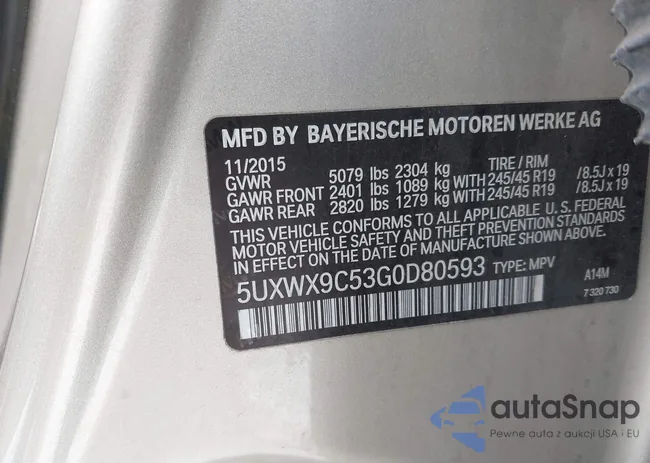 MFD BY BAYERISCHE MOTOREN WERKE AG
11/2015 TIRE / RIM
GVWR 5079 lbs 2304 kg
GAWR FRONT 2401 lbs 1089 kg WITH 245/45 R19 /8.5J x 19
GAWR REAR 2820 lbs 1279 kg WITH 245/45 R19 /8.5J x 19
THIS VEHICLE CONFORMS TO ALL APPLICABLE U. S. FEDERAL
MOTOR VEHICLE SAFETY AND THEFT PREVENTION STANDARDS
IN EFFECT ON THE DATE OF MANUFACTURE SHOWN ABOVE.
5UXWX9C53G0D80593 TYPE: MPV A14M
7 320 730
autaSnap
Pewne auta z aukcji USA i EU